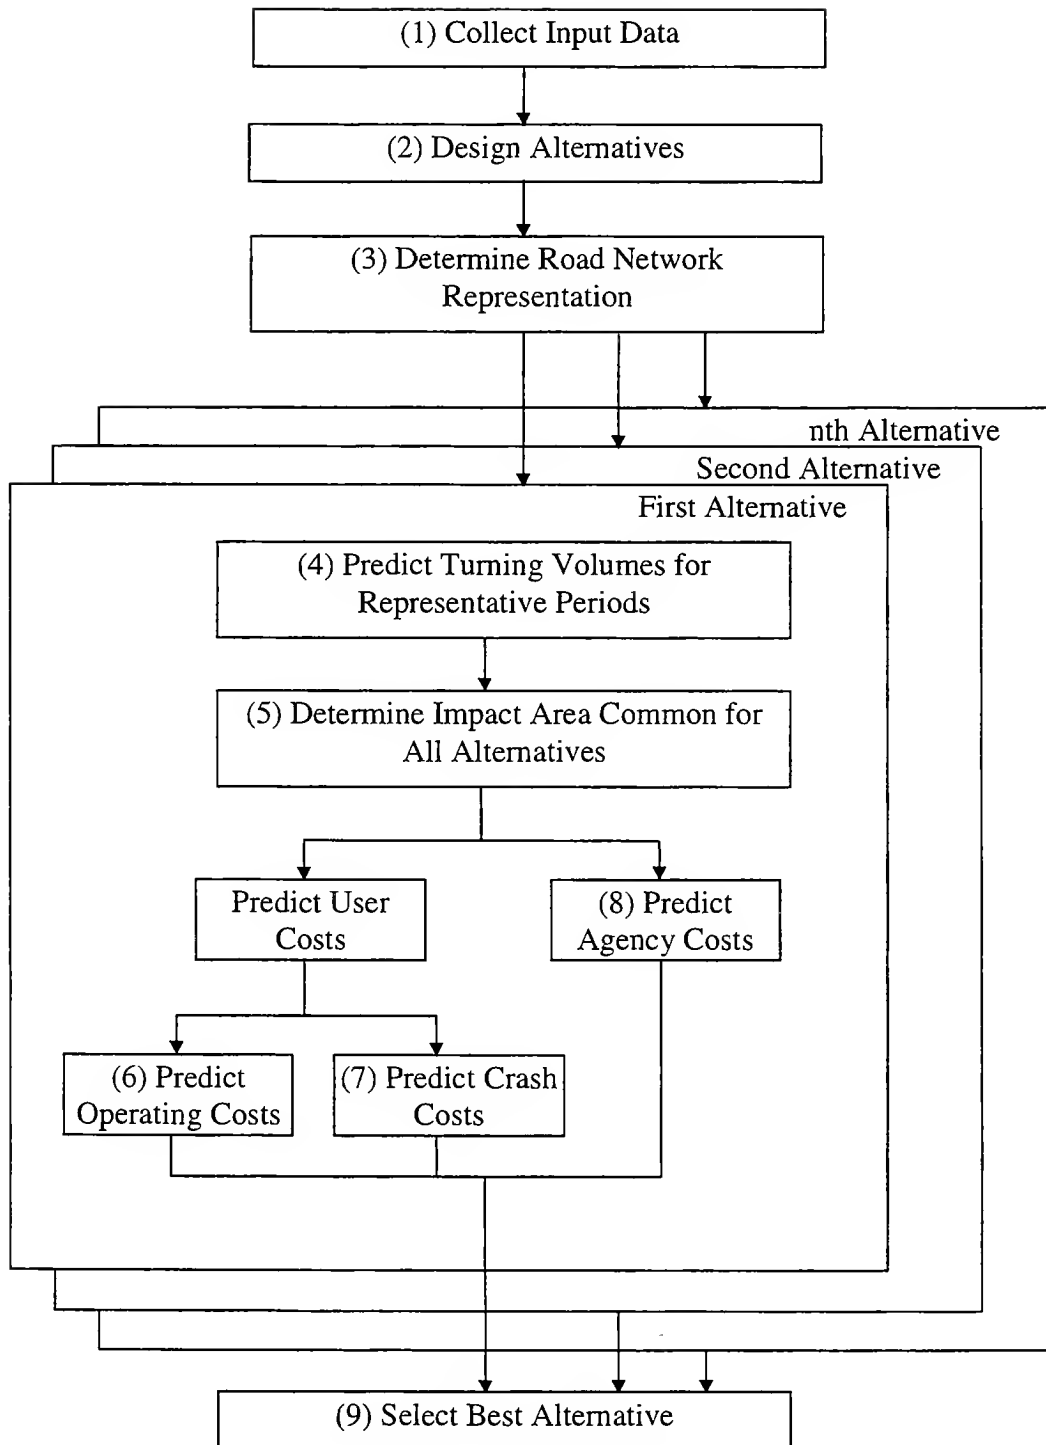 (1) Collect Input Data
(2) Design Alternatives
(3) Determine Road Network
Representation
nth Alternative
Second Alternative
First Alternative
(4) Predict Turning Volumes for
Representative Periods
(5) Determine Impact Area Common for
All Alternatives
Predict User
Costs
(8) Predict
Agency Costs
(6) Predict
Operating Costs
(7) Predict Crash
Costs
(9) Select Best Alternative